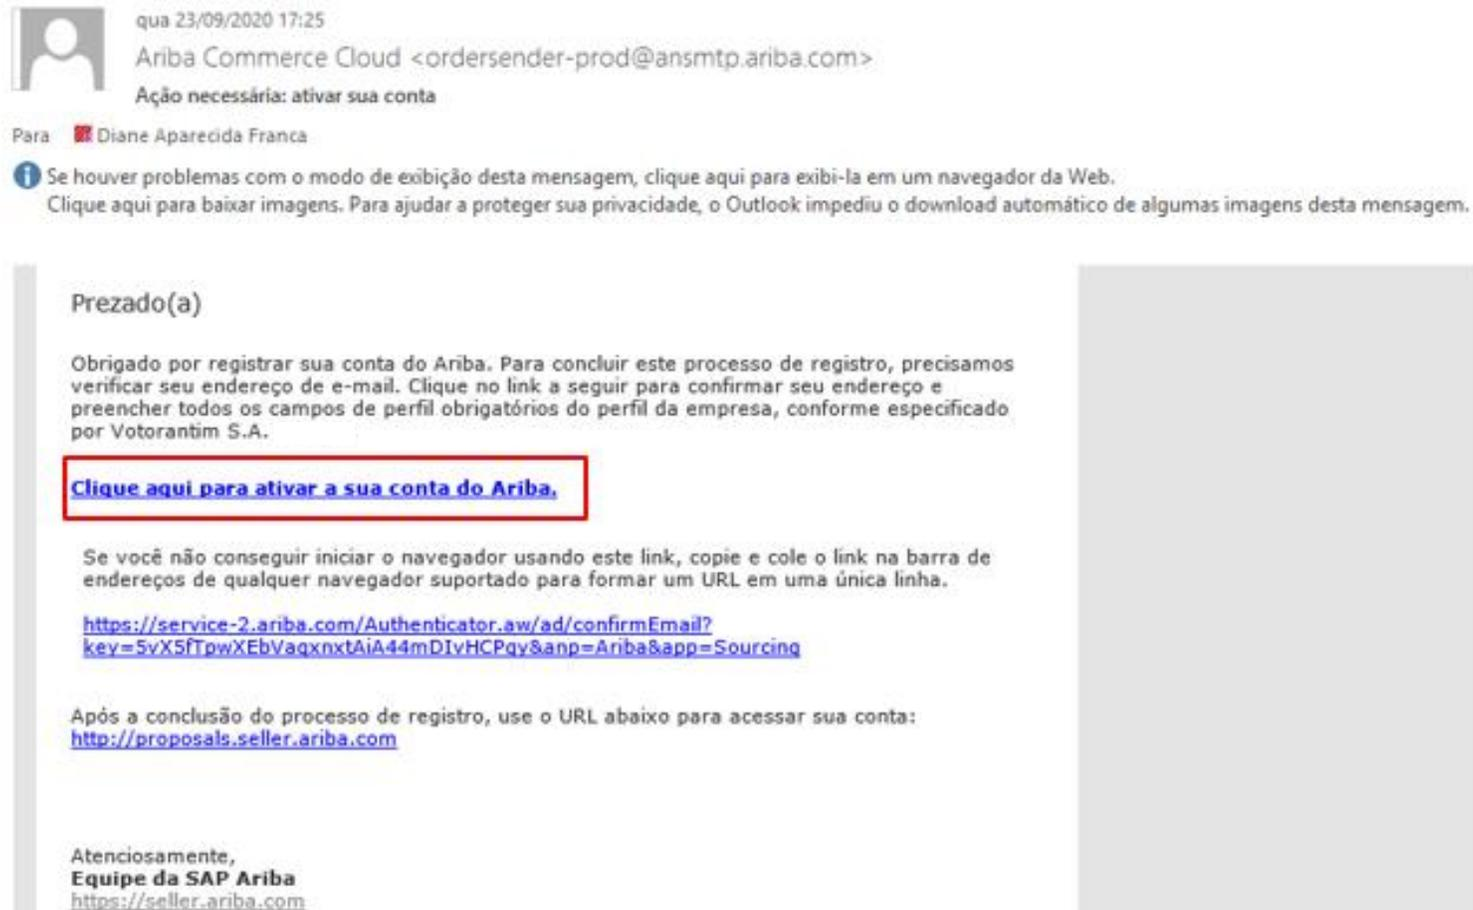 qua 23/09/2020 17:25
Ariba Commerce Cloud <ordersender-prod@ansmtp.ariba.com>
Ação necessária: ativar sua conta
Para Diane Aparecida Franca
Se houver problemas com o modo de exibição desta mensagem, clique aqui para exibi-la em um navegador da Web.
Clique aqui para baixar imagens. Para ajudar a proteger sua privacidade, o Outlook impediu o download automático de algumas imagens desta mensagem.
Prezado(a)
Obrigado por registrar sua conta do Ariba. Para concluir este processo de registro, precisamos
verificar seu endereço de e-mail. Clique no link a seguir para confirmar seu endereço e
preencher todos os campos de perfil obrigatórios do perfil da empresa, conforme especificado
por Votorantim S.A.
Clique aqui para ativar a sua conta do Ariba.
Se você não conseguir iniciar o navegador usando este link, copie e cole o link na barra de
endereços de qualquer navegador suportado para formar um URL em uma única linha.
https://service-2.ariba.com/Authenticator.aw/ad/confirmEmail?
key=5vX5fTpwXEbVaqxnxtAiA44mDIvHCPqy&anp=Ariba&app=Sourcing
Após a conclusão do processo de registro, use o URL abaixo para acessar sua conta:
http://proposals.seller.ariba.com
Atenciosamente,
Equipe da SAP Ariba
https://seller.ariba.com